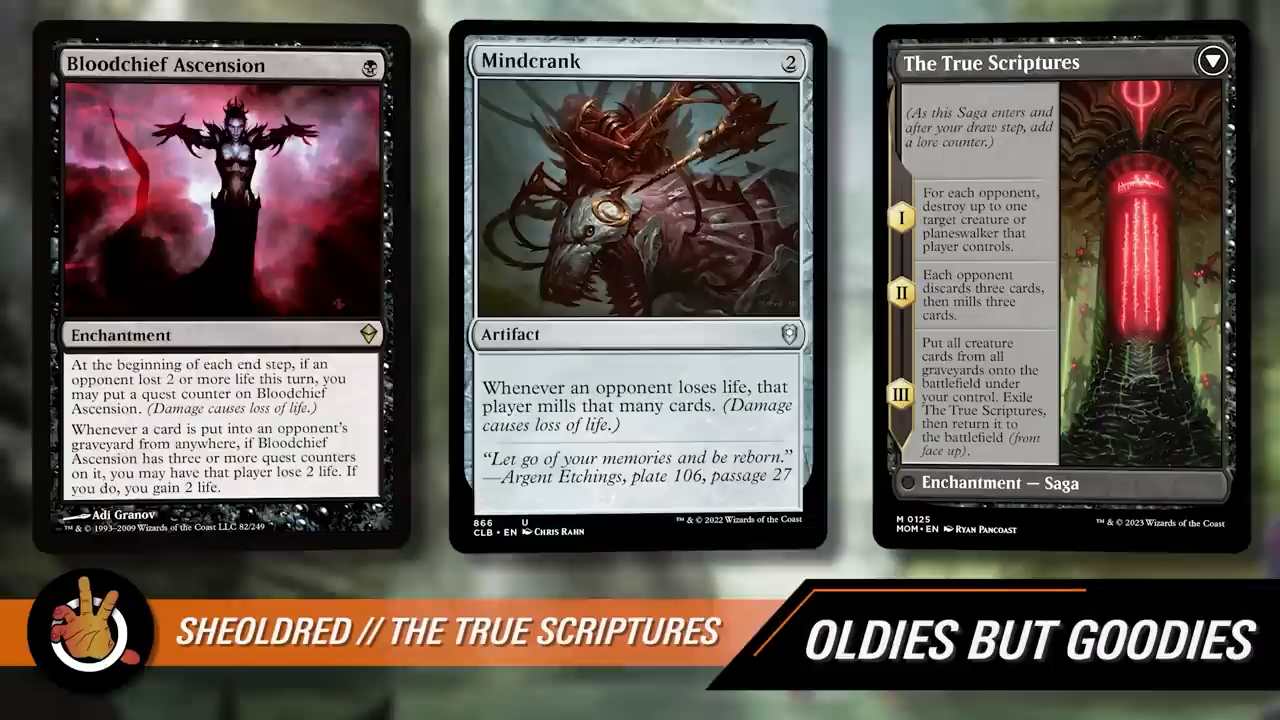 Bloodchief Ascension
Enchantment
At the beginning of each end step, if an
opponent lost 2 or more life this turn, you
may put a quest counter on Bloodchief
Ascension. (Damage causes loss of life.)
Whenever a card is put into an opponent's
graveyard from anywhere, if Bloodchief
Ascension has three or more quest counters
on it, you may have that player lose 2 life. If
you do, you gain 2 life.
Adi Granov
™ & © 1993–2009 Wizards of the Coast LLC 82/249
Mindcrank
2
Artifact
Whenever an opponent loses life, that
player mills that many cards. (Damage
causes loss of life.)
"Let go of your memories and be reborn."
—Argent Etchings, plate 106, passage 27
866 U
CLB • EN Chris Rahn
™ & © 2022 Wizards of the Coast
The True Scriptures
(As this Saga enters and
after your draw step, add
a lore counter.)
I
For each opponent,
destroy up to one
target creature or
planeswalker that
player controls.
II
Each opponent
discards three cards,
then mills three
cards.
III
Put all creature
cards from all
graveyards onto the
battlefield under
your control. Exile
The True Scriptures,
then return it to
the battlefield (front
face up).
Enchantment — Saga
M 0125
MOM • EN Ryan Pancoast
™ & © 2023 Wizards of the Coast
SHEOLDRED // THE TRUE SCRIPTURES
OLDIES BUT GOODIES